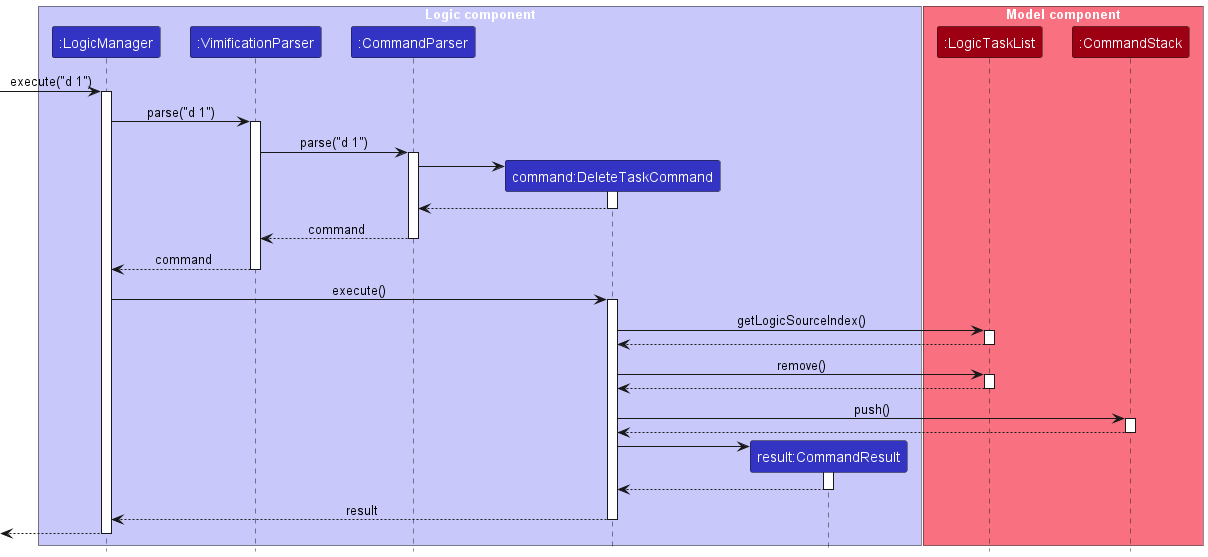 Logic component
Model component
:LogicManager
:VimificationParser
:CommandParser
:LogicTaskList
:CommandStack
execute("d 1")
parse("d 1")
parse("d 1")
command:DeleteTaskCommand
command
command
execute()
getLogicSourceIndex()
remove()
push()
result:CommandResult
result